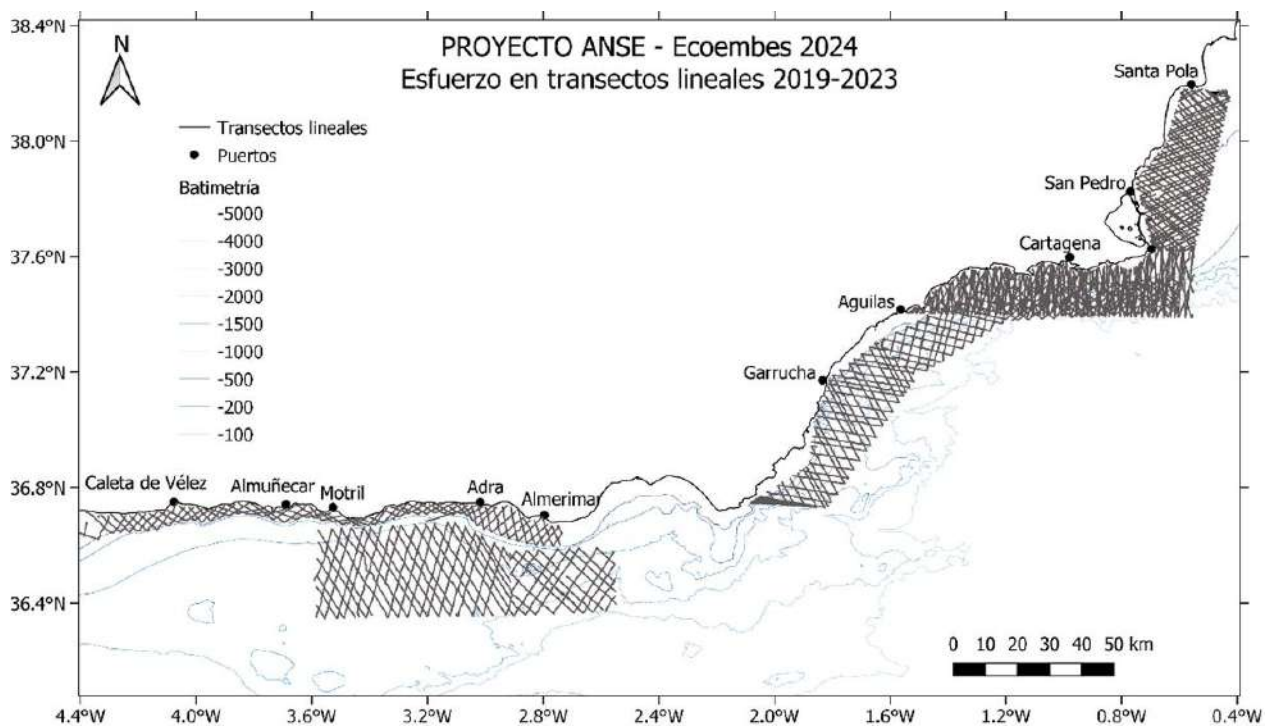 PROYECTO ANSE - Ecoembes 2024
Esfuerzo en transectos lineales 2019-2023
N
Transectos lineales
Puertos
Batimetría
-5000
-4000
-3000
-2000
-1500
-1000
-500
-200
-100
Santa Pola
San Pedro
Cartagena
Aguilas
Garrucha
Caleta de Vélez
Almuñecar
Motril
Adra
Almerimar
38.4°N
38.0°N
37.6°N
37.2°N
36.8°N
36.4°N
0 10 20 30 40 50 km
4.4°W 4.0°W 3.6°W 3.2°W 2.8°W 2.4°W 2.0°W 1.6°W 1.2°W 0.8°W 0.4°W